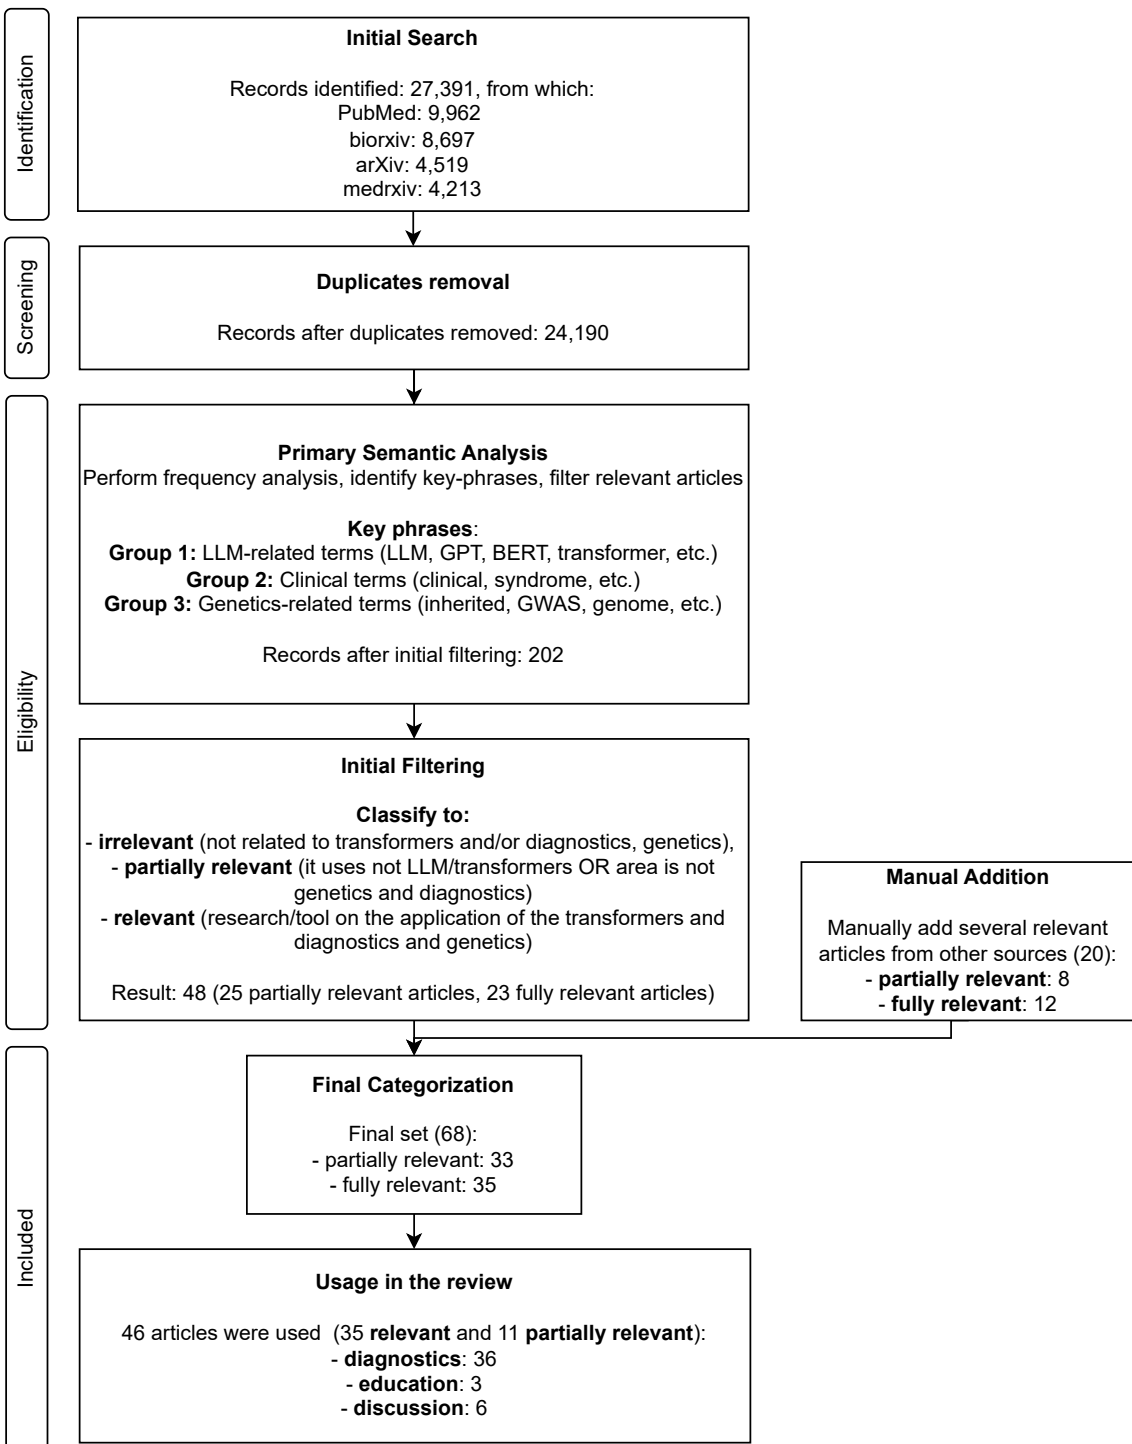 Identification
Initial Search
Records identified: 27,391, from which:
PubMed: 9,962
biorxiv: 8,697
arXiv: 4,519
medrxiv: 4,213
Screening
Duplicates removal
Records after duplicates removed: 24,190
Eligibility
Primary Semantic Analysis
Perform frequency analysis, identify key-phrases, filter relevant articles
Key phrases:
Group 1: LLM-related terms (LLM, GPT, BERT, transformer, etc.)
Group 2: Clinical terms (clinical, syndrome, etc.)
Group 3: Genetics-related terms (inherited, GWAS, genome, etc.)
Records after initial filtering: 202
Initial Filtering
Classify to:
- irrelevant (not related to transformers and/or diagnostics, genetics),
- partially relevant (it uses not LLM/transformers OR area is not
genetics and diagnostics)
- relevant (research/tool on the application of the transformers and
diagnostics and genetics)
Result: 48 (25 partially relevant articles, 23 fully relevant articles)
Manual Addition
Manually add several relevant
articles from other sources (20):
- partially relevant: 8
- fully relevant: 12
Included
Final Categorization
Final set (68):
- partially relevant: 33
- fully relevant: 35
Usage in the review
46 articles were used (35 relevant and 11 partially relevant):
- diagnostics: 36
- education: 3
- discussion: 6